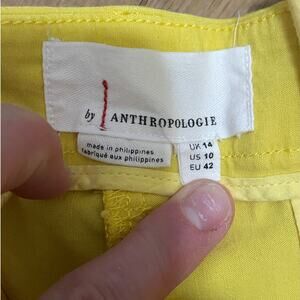 by ANTHROPOLOGIE
made in philippines
fabriqué aux philippines
UK 14
US 10
EU 42